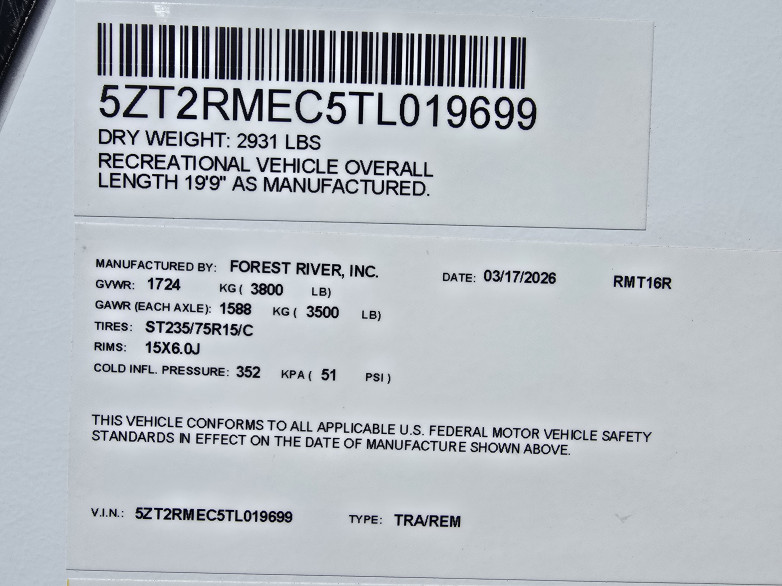 5ZT2RMEC5TL019699
DRY WEIGHT: 2931 LBS
RECREATIONAL VEHICLE OVERALL
LENGTH 19'9" AS MANUFACTURED.
MANUFACTURED BY: FOREST RIVER, INC. DATE: 03/17/2026 RMT16R
GVWR: 1724 KG ( 3800 LB)
GAWR (EACH AXLE): 1588 KG ( 3500 LB)
TIRES: ST235/75R15/C
RIMS: 15X6.0J
COLD INFL. PRESSURE: 352 KPA ( 51 PSI )
THIS VEHICLE CONFORMS TO ALL APPLICABLE U.S. FEDERAL MOTOR VEHICLE SAFETY
STANDARDS IN EFFECT ON THE DATE OF MANUFACTURE SHOWN ABOVE.
V.I.N.: 5ZT2RMEC5TL019699 TYPE: TRA/REM